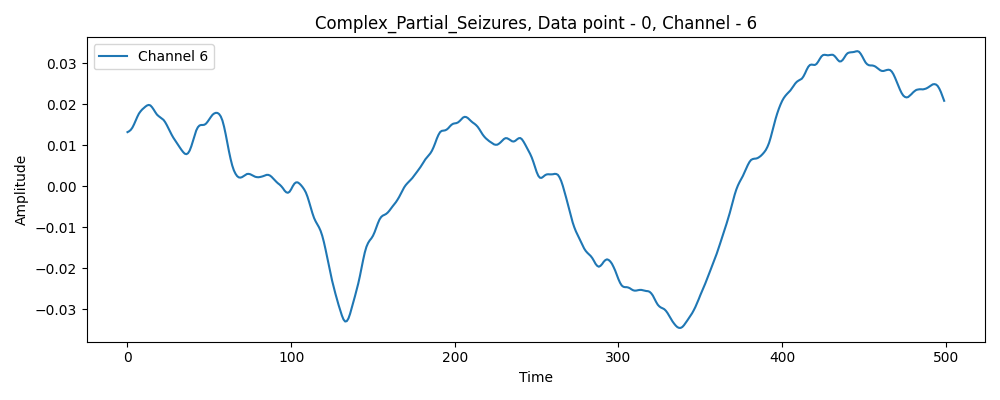 Complex_Partial_Seizures, Data point - 0, Channel - 6
Channel 6
Amplitude
0.03
0.02
0.01
0.00
−0.01
−0.02
−0.03
0 100 200 300 400 500
Time